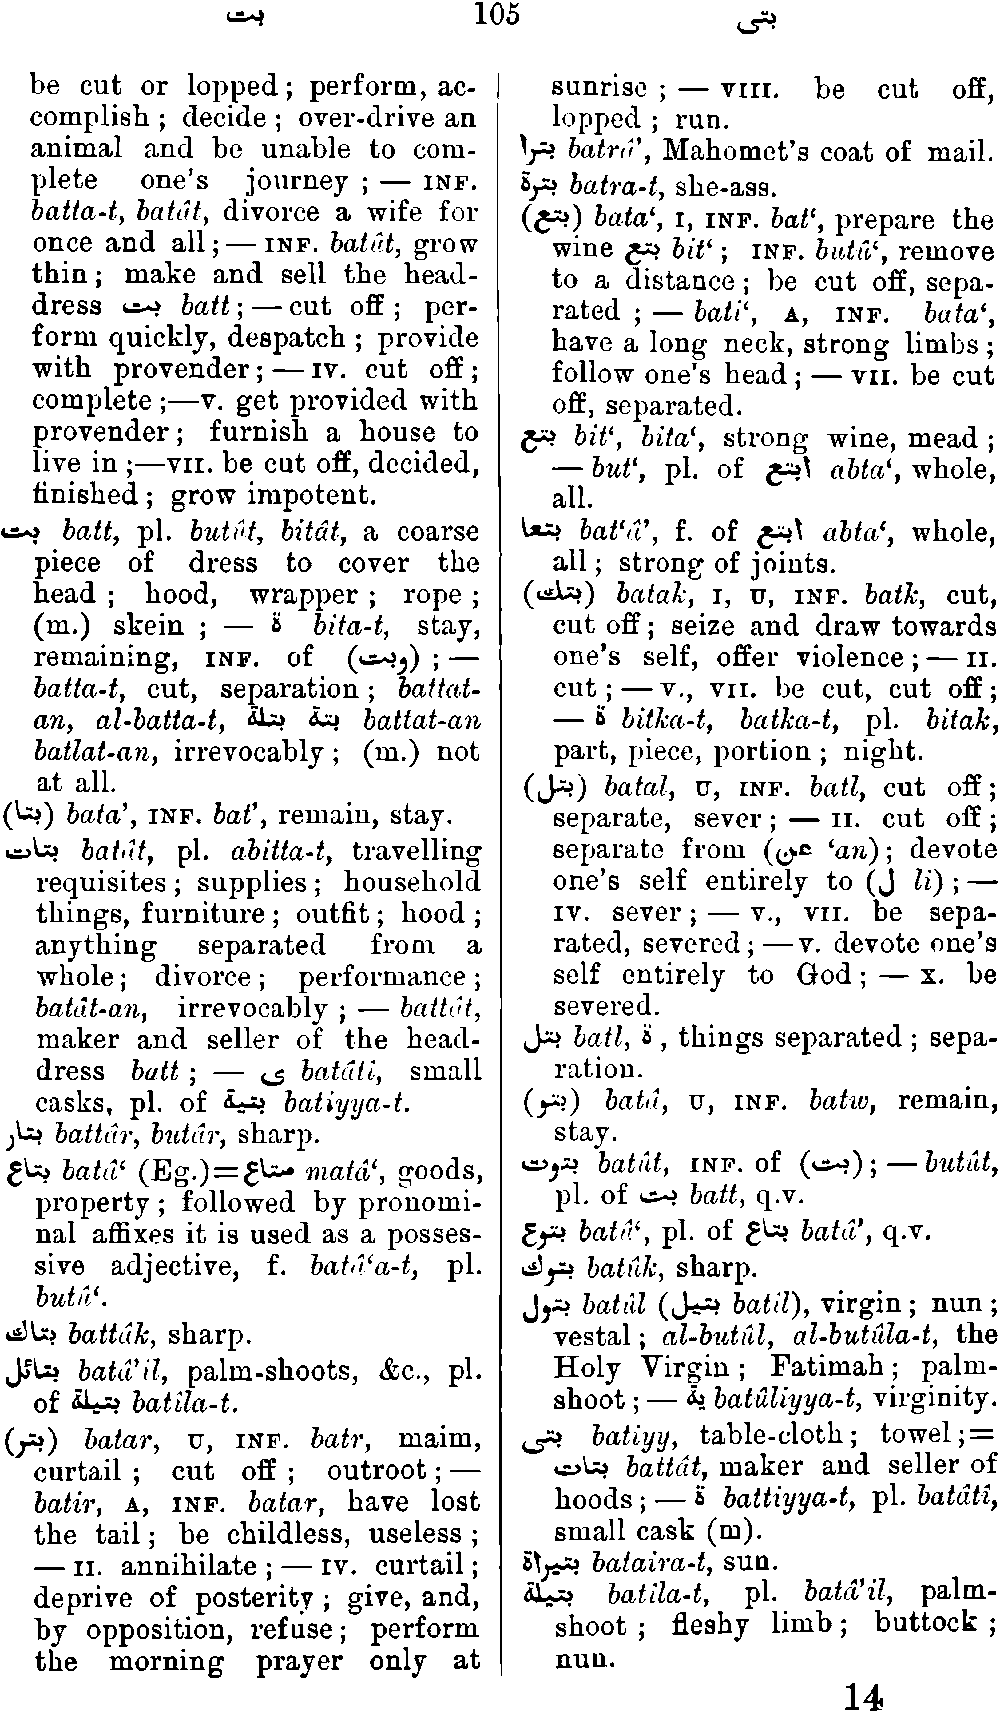 بت 105 بتى
be cut or lopped; perform, ac-
complish; decide; over-drive an
animal and be unable to com-
plete one's journey; — INF.
batta-t, batât, divorce a wife for
once and all; — INF. batût, grow
thin; make and sell the head-
dress بت batt; — cut off; per-
form quickly, despatch; provide
with provender; — IV. cut off;
complete; — V. get provided with
provender; furnish a house to
live in; — VII. be cut off, decided,
finished; grow impotent.
بت batt, pl. butût, bitât, a coarse
piece of dress to cover the
head; hood, wrapper; rope;
(m.) skein; — ة bita-t, stay,
remaining, INF. of (وبت); —
batta-t, cut, separation; battat-
an, al-batta-t, بتة بتلة battat-an
batlat-an, irrevocably; (m.) not
at all.
(بتا) bata', INF. bat', remain, stay.
بتات batât, pl. abitta-t, travelling
requisites; supplies; household
things, furniture; outfit; hood;
anything separated from a
whole; divorce; performance;
batât-an, irrevocably; — battât,
maker and seller of the head-
dress batt; — ى batâtî, small
casks, pl. of بتية batiyya-t.
بتار battâr, butâr, sharp.
بتاع batâ‘ (Eg.)=متاع matâ‘, goods,
property; followed by pronomi-
nal affixes it is used as a posses-
sive adjective, f. batâ‘a-t, pl.
butû‘.
بتاك battâk, sharp.
بتائل batâ'il, palm-shoots, &c., pl.
of بتيلة batîla-t.
(بتر) batar, U, INF. batr, maim,
curtail; cut off; outroot; —
batir, A, INF. batar, have lost
the tail; be childless, useless;
— II. annihilate; — IV. curtail;
deprive of posterity; give, and,
by opposition, refuse; perform
the morning prayer only at
sunrise; — VIII. be cut off,
lopped; run.
بترا batrâ', Mahomet's coat of mail.
بترة batra-t, she-ass.
(بتع) bata‘, I, INF. bat‘, prepare the
wine بتع bit‘; INF. butû‘, remove
to a distance; be cut off, sepa-
rated; — bati‘, A, INF. bata‘,
have a long neck, strong limbs;
follow one's head; — VII. be cut
off, separated.
بتع bit‘, bita‘, strong wine, mead;
— but‘, pl. of ابتع abta‘, whole,
all.
بتعا bat‘â', f. of ابتع abta‘, whole,
all; strong of joints.
(بتك) batak, I, U, INF. batk, cut,
cut off; seize and draw towards
one's self, offer violence; — II.
cut; — V., VII. be cut, cut off;
— ة bitka-t, batka-t, pl. bitak,
part, piece, portion; night.
(بتل) batal, U, INF. batl, cut off;
separate, sever; — II. cut off;
separate from (عن ‘an); devote
one's self entirely to (ل li); —
IV. sever; — V., VII. be sepa-
rated, severed; — V. devote one's
self entirely to God; — X. be
severed.
بتل batl, ة, things separated; sepa-
ration.
(بتو) batâ, U, INF. batw, remain,
stay.
بتوت batût, INF. of (بت); — butût,
pl. of بت batt, q.v.
بتوع batû‘, pl. of بتاع batâ', q.v.
بتوك batûk, sharp.
بتول batûl (بتيل batîl), virgin; nun;
vestal; al-butûl, al-butûla-t, the
Holy Virgin; Fatimah; palm-
shoot; — ية batûliyya-t, virginity.
بتى batiyy, table-cloth; towel;=
بتات battât, maker and seller of
hoods; — ة battiyya-t, pl. batâtî,
small cask (m).
بتيراة bataira-t, sun.
بتيلة batîla-t, pl. batâ'il, palm-
shoot; fleshy limb; buttock;
nun.
14